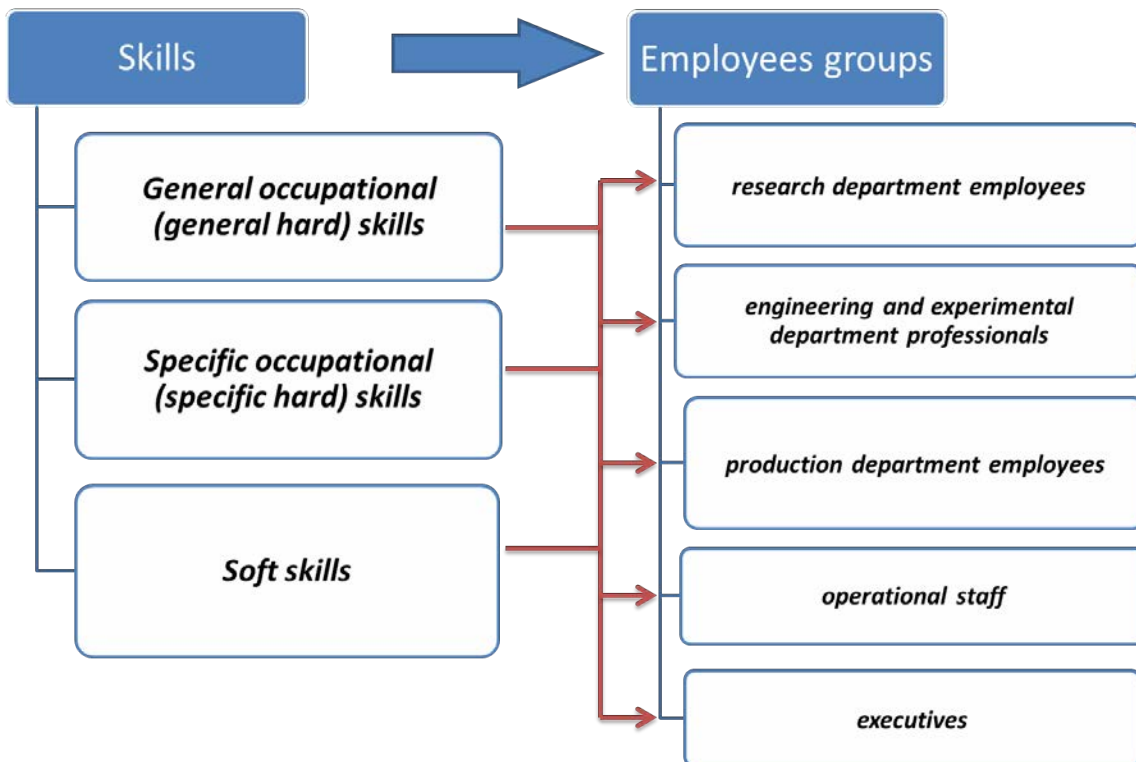 Skills
General occupational
(general hard) skills
Specific occupational
(specific hard) skills
Soft skills
Employees groups
research department employees
engineering and experimental
department professionals
production department employees
operational staff
executives